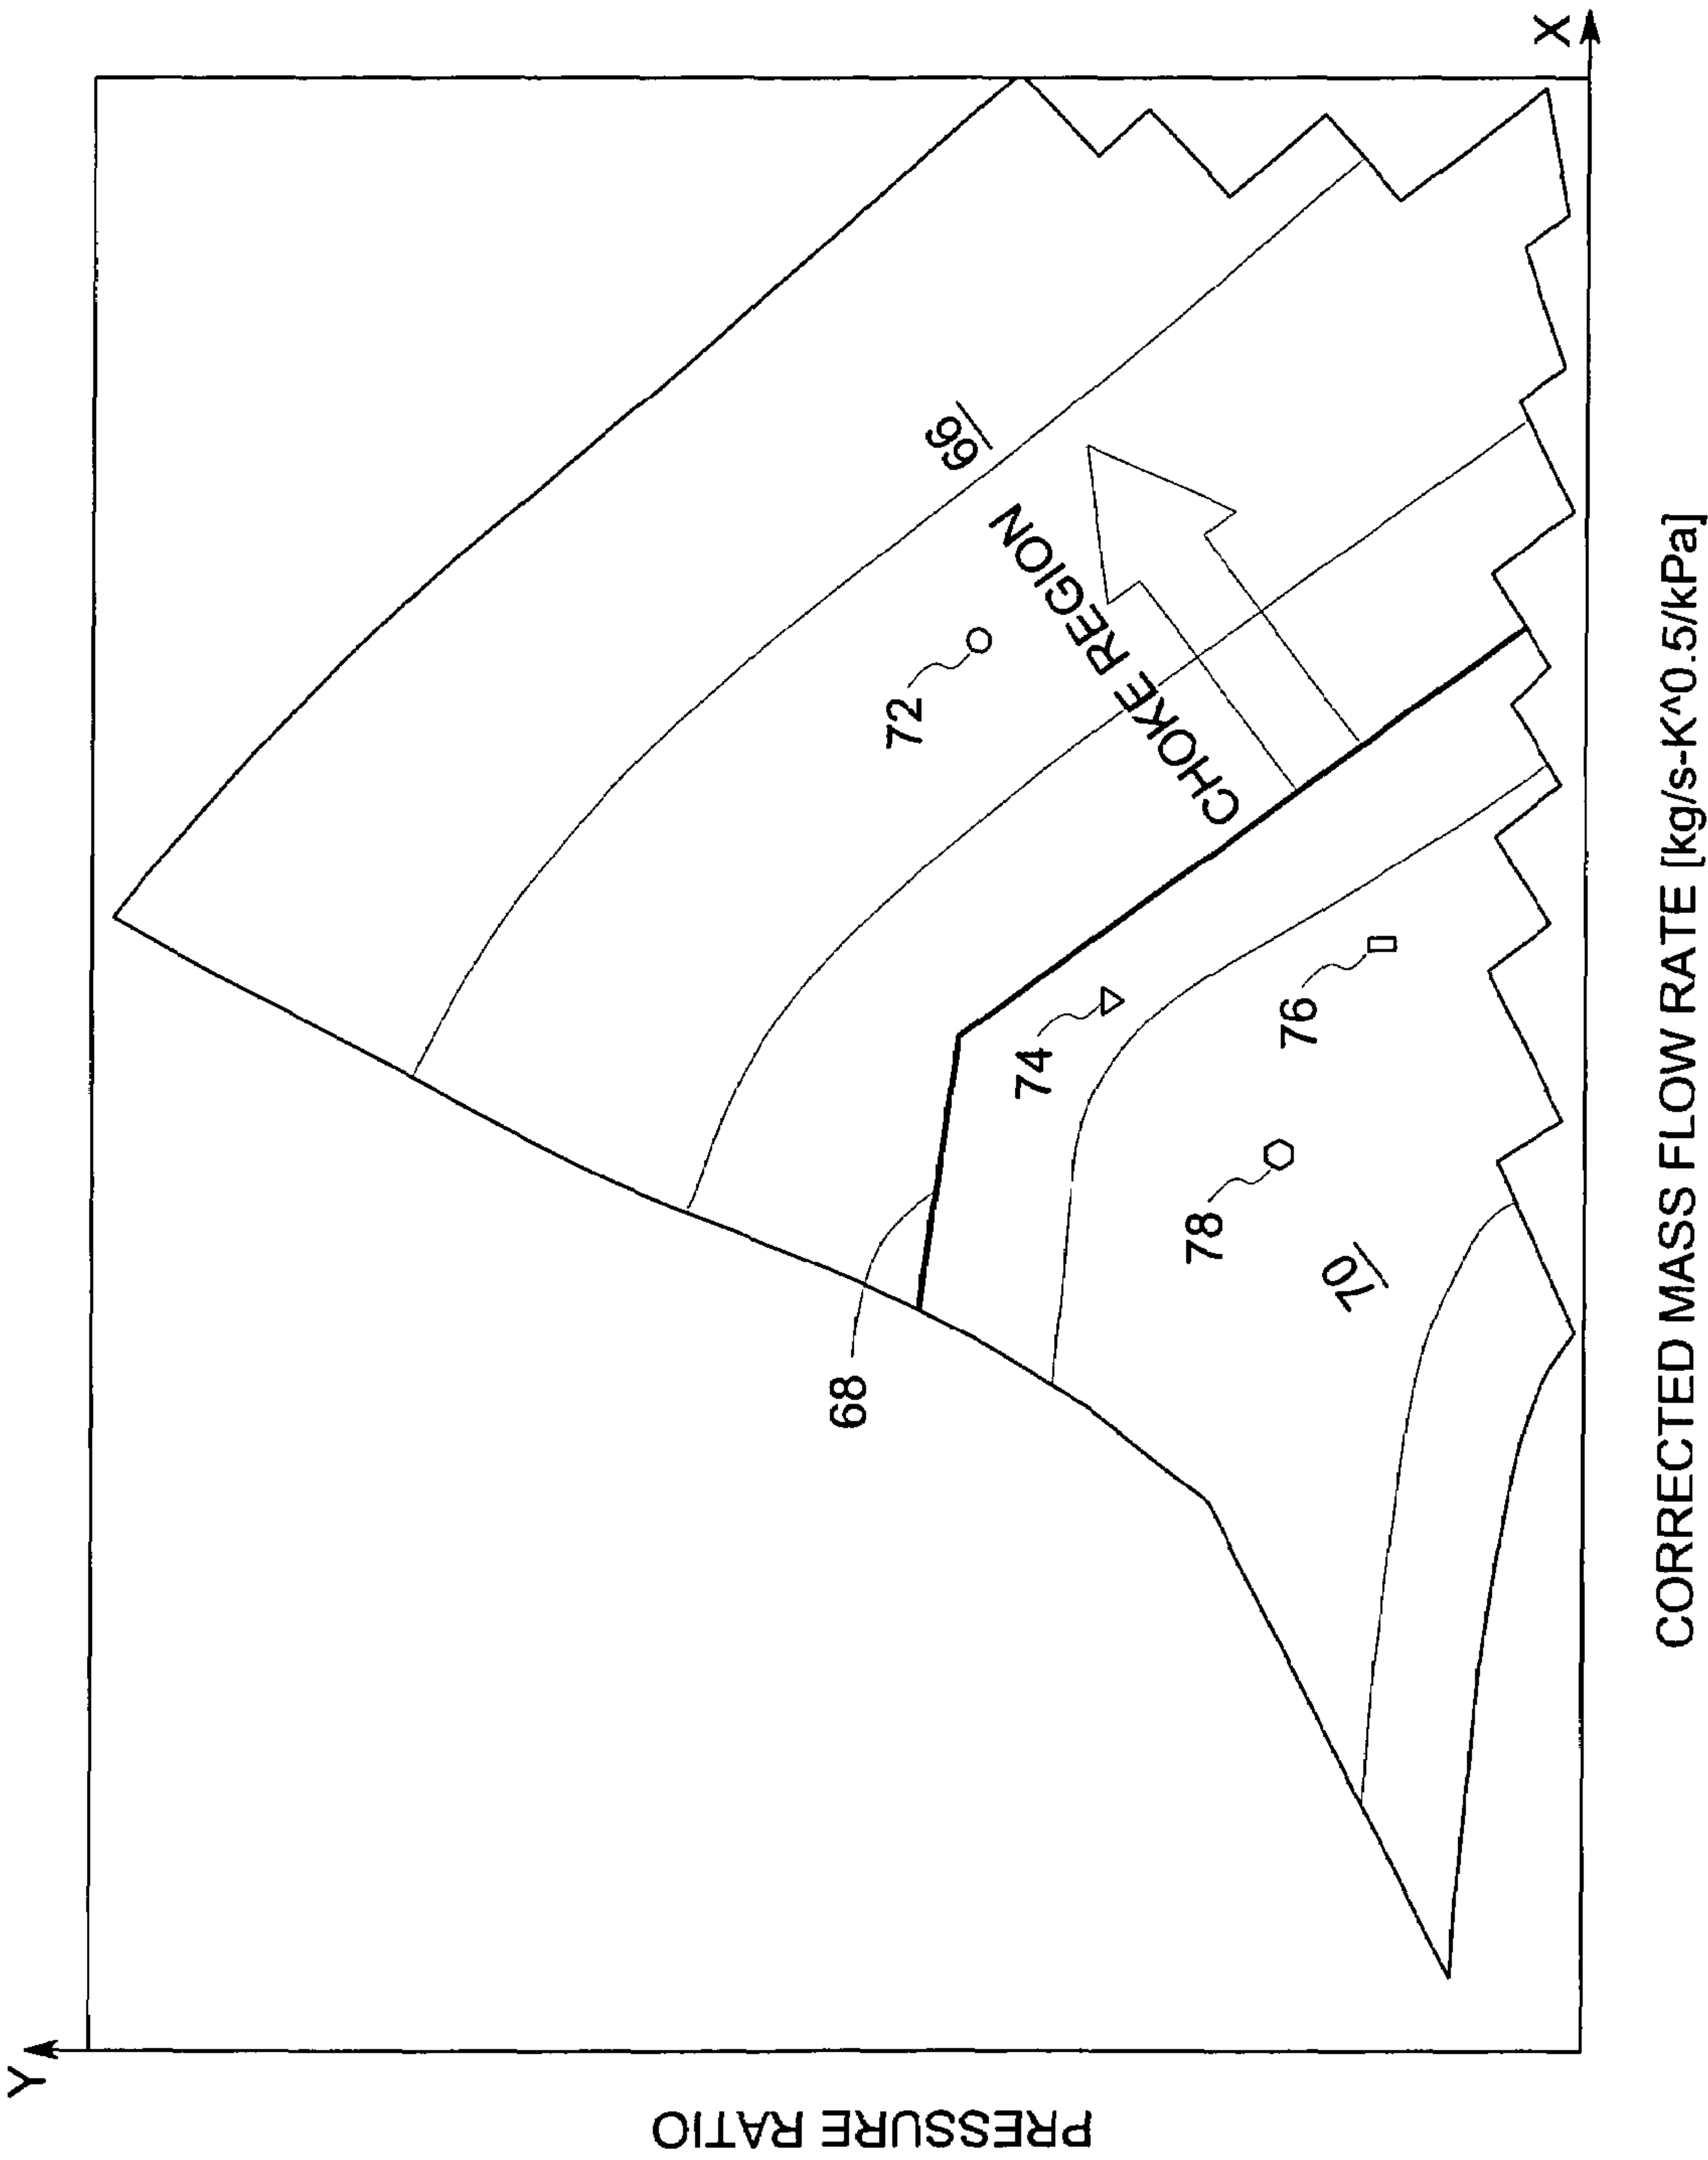 Y
PRESSURE RATIO
68
72
66
CHOKE REGION
74
76
78
70
X
CORRECTED MASS FLOW RATE [kg/s-K^0.5/kPa]